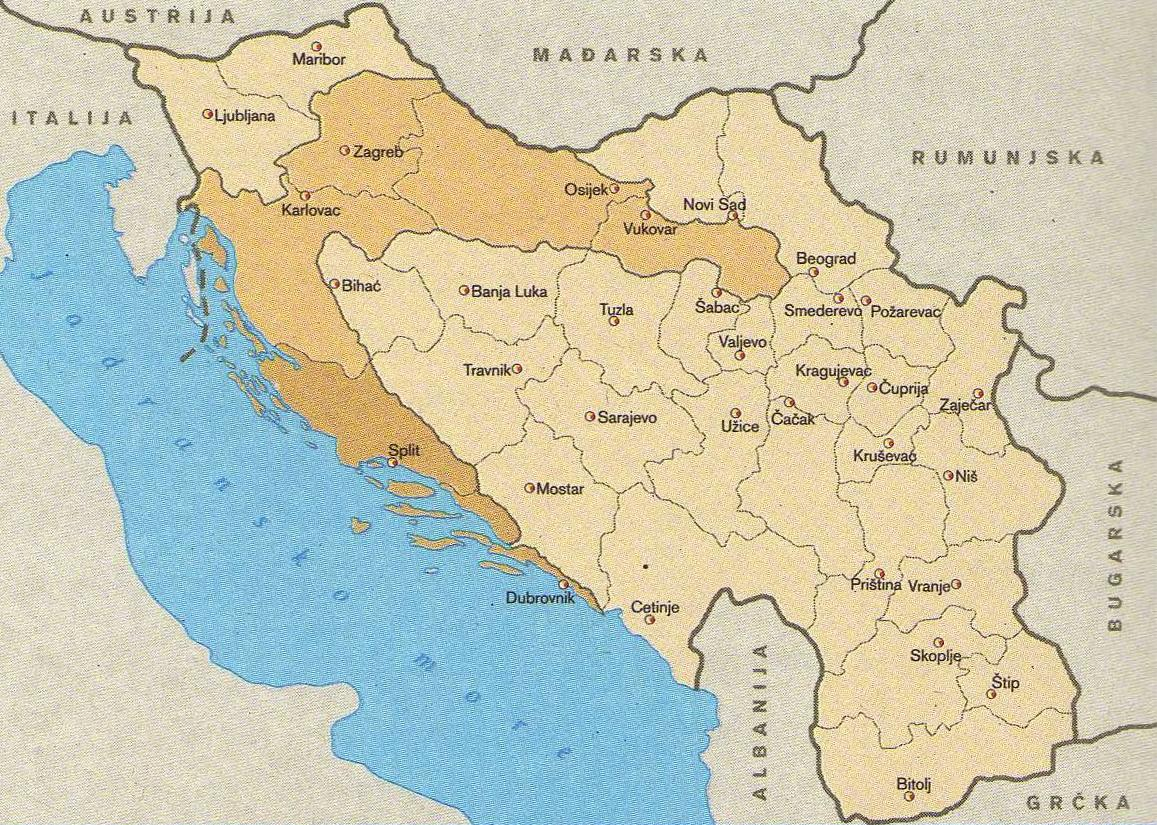 AUSTRIJA
MAĐARSKA
ITALIJA
RUMUNJSKA
Maribor
Ljubljana
Zagreb
Karlovac
Osijek
Vukovar
Novi Sad
Beograd
Bihać
Banja Luka
Tuzla
Šabac
Smederevo
Požarevac
Valjevo
Travnik
Kragujevac
Čuprija
Zaječar
Sarajevo
Užice
Čačak
Kruševac
Niš
Split
Mostar
Jadransko more
Dubrovnik
Cetinje
Priština
Vranje
Skoplje
Štip
Bitolj
ALBANIJA
BUGARSKA
GRČKA